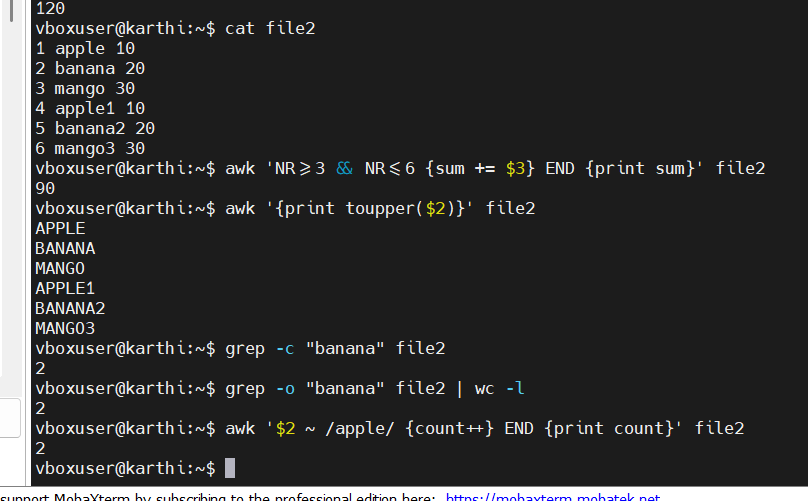 120
vboxuser@karthi:~$ cat file2
1 apple 10
2 banana 20
3 mango 30
4 apple1 10
5 banana2 20
6 mango3 30
vboxuser@karthi:~$ awk 'NR>=3 && NR<=6 {sum += $3} END {print sum}' file2
90
vboxuser@karthi:~$ awk '{print toupper($2)}' file2
APPLE
BANANA
MANGO
APPLE1
BANANA2
MANGO3
vboxuser@karthi:~$ grep -c "banana" file2
2
vboxuser@karthi:~$ grep -o "banana" file2 | wc -l
2
vboxuser@karthi:~$ awk '$2 ~ /apple/ {count++} END {print count}' file2
2
vboxuser@karthi:~$
support MobaXterm by subscribing to the professional edition here: https://mobaxterm.mobatek.net